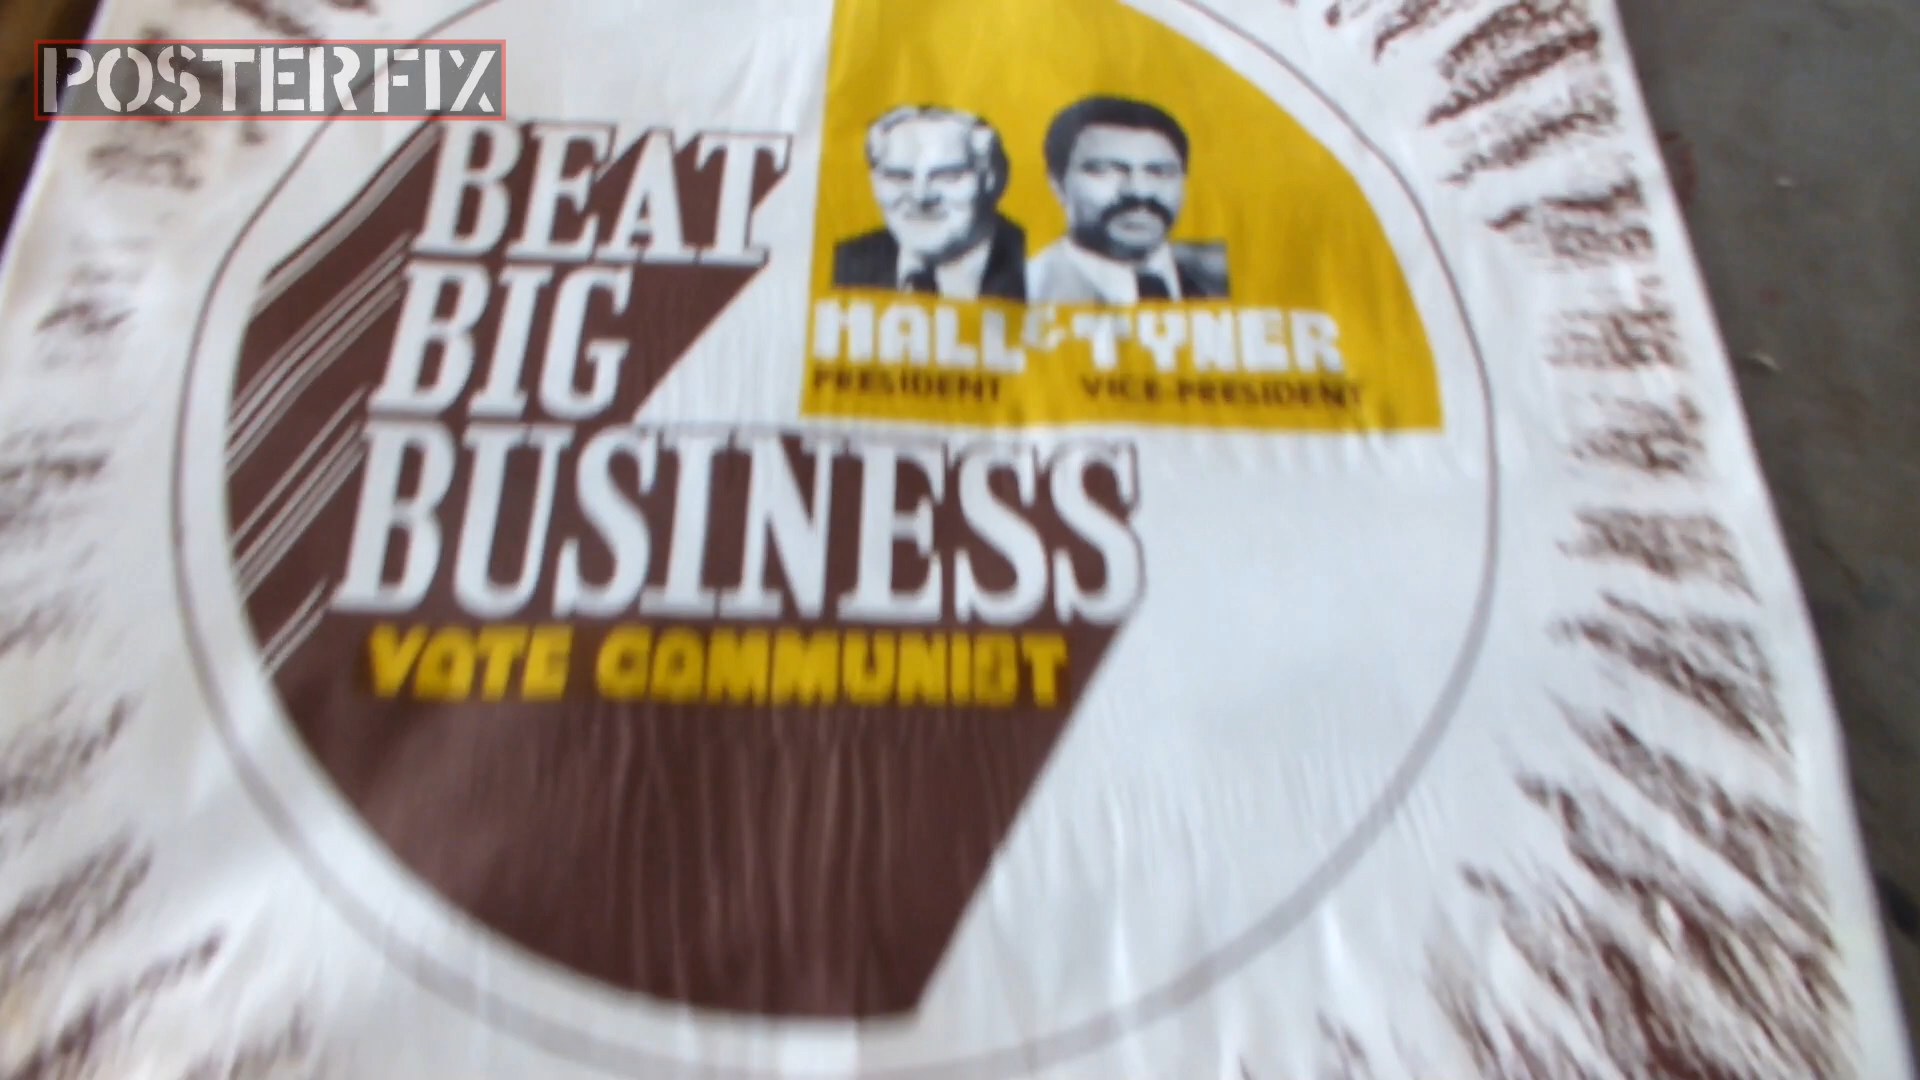 POSTERFIX
BEAT
BIG
BUSINESS
VOTE COMMUNIST
HALL & TYNER
PRESIDENT VICE-PRESIDENT